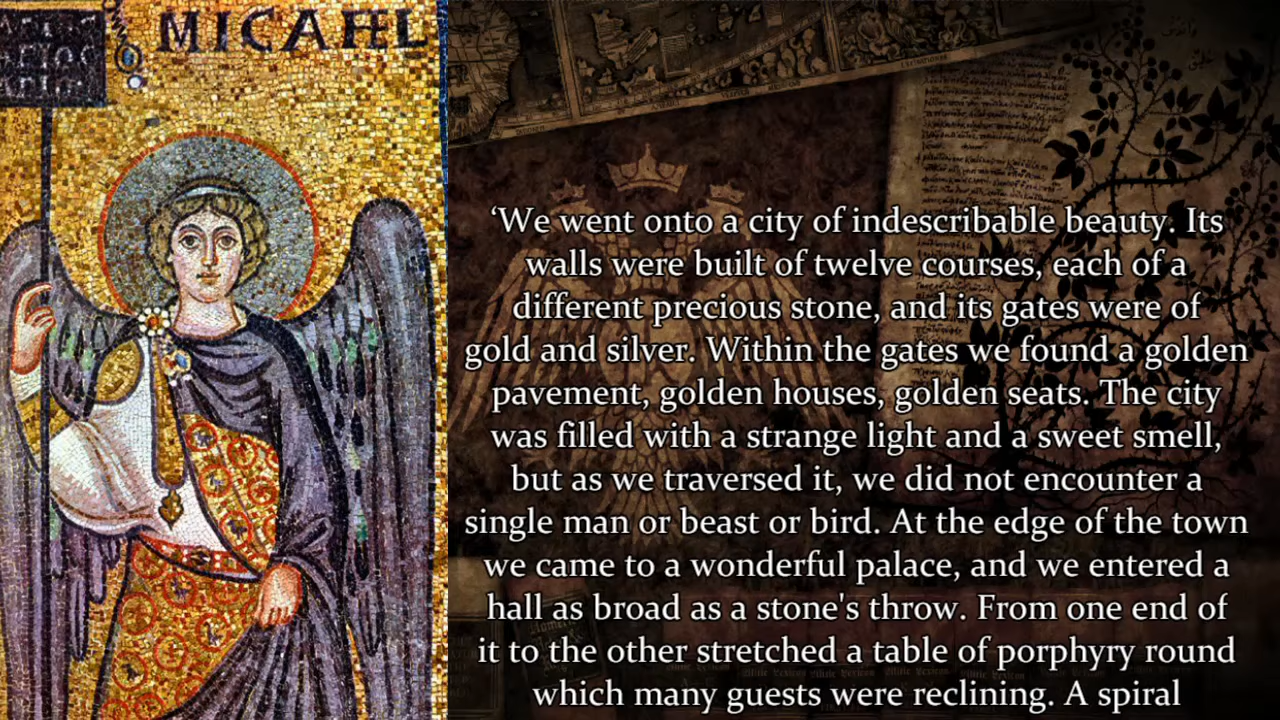 MICAHL
‘We went onto a city of indescribable beauty. Its
walls were built of twelve courses, each of a
different precious stone, and its gates were of
gold and silver. Within the gates we found a golden
pavement, golden houses, golden seats. The city
was filled with a strange light and a sweet smell,
but as we traversed it, we did not encounter a
single man or beast or bird. At the edge of the town
we came to a wonderful palace, and we entered a
hall as broad as a stone's throw. From one end of
it to the other stretched a table of porphyry round
which many guests were reclining. A spiral